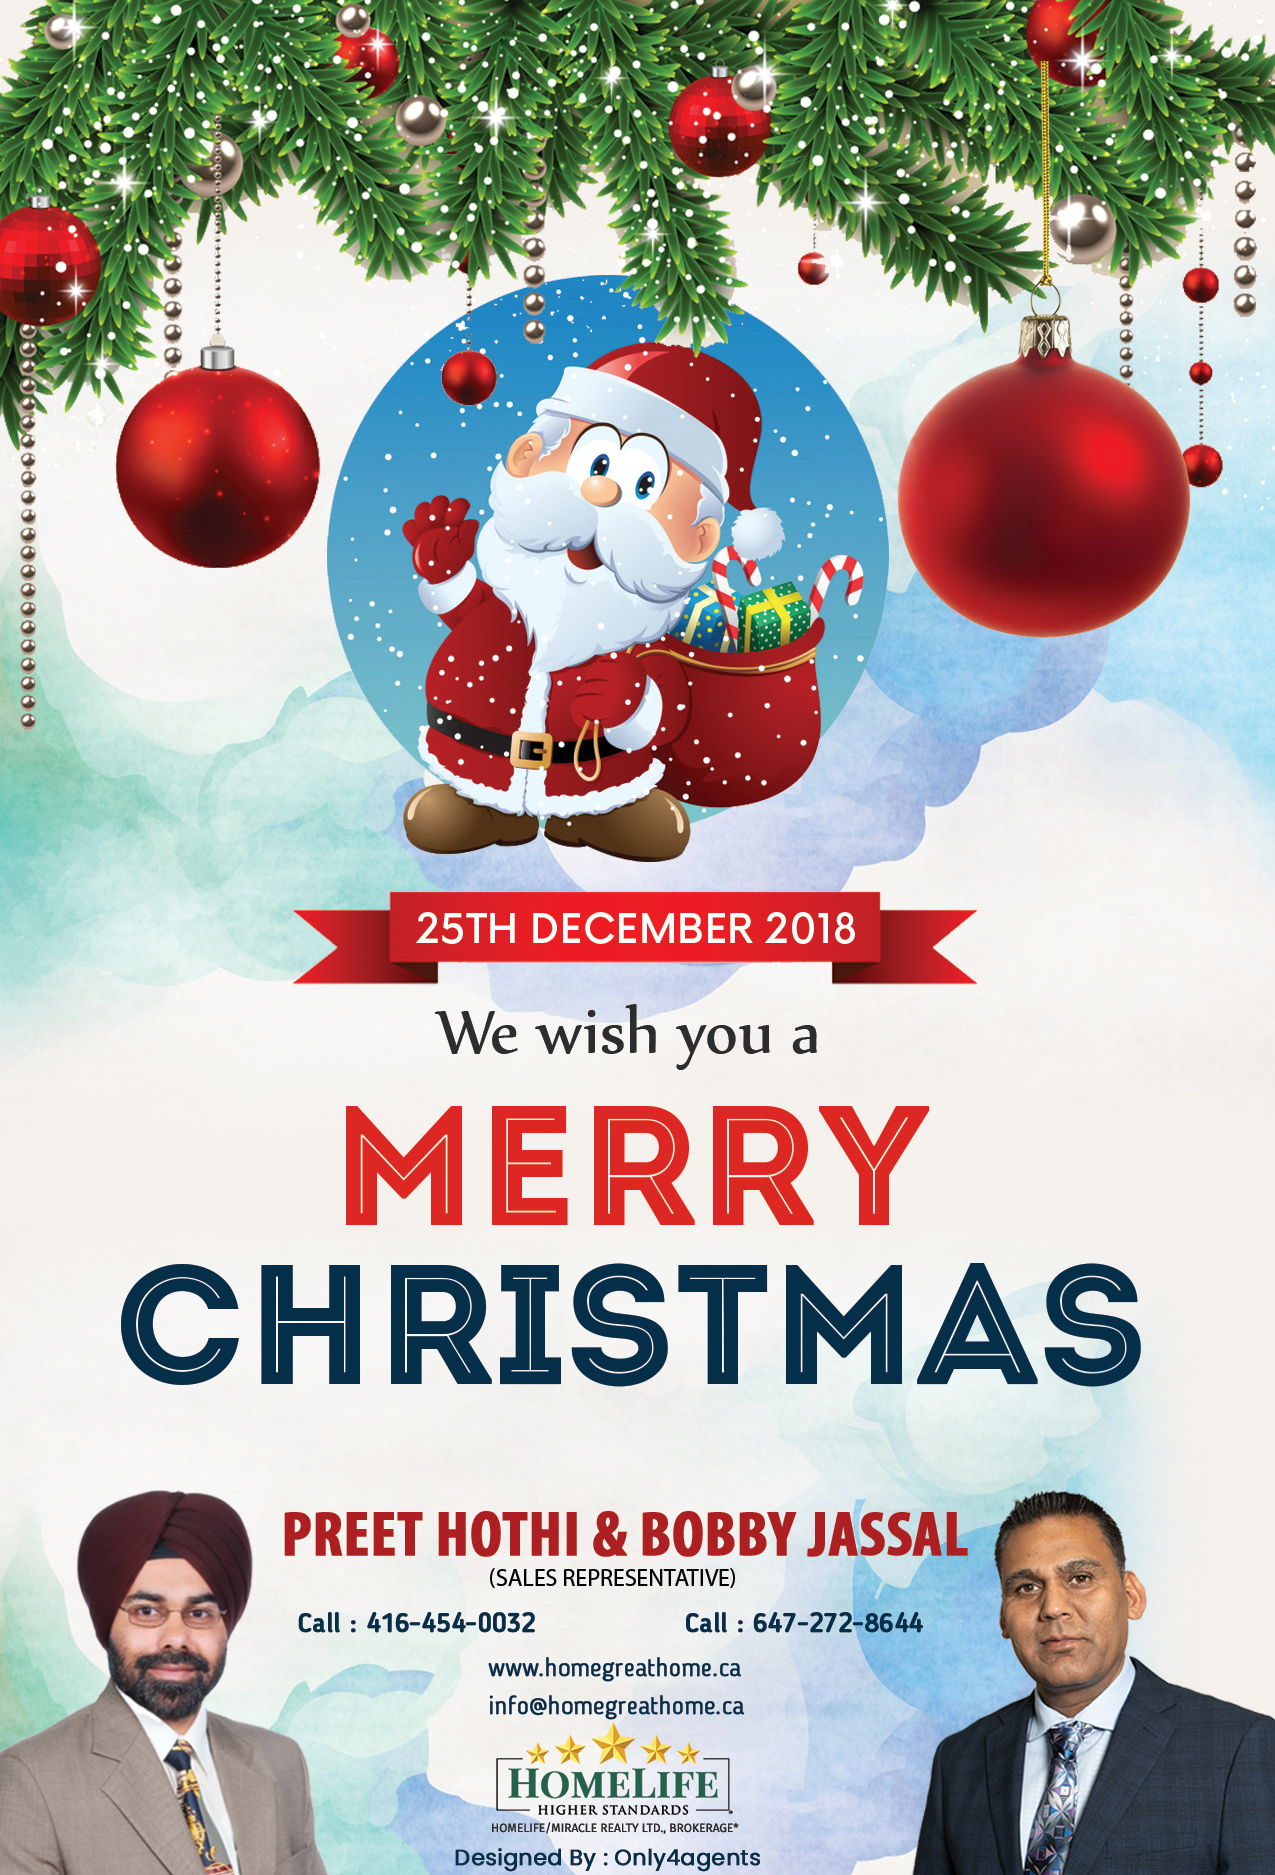 25TH DECEMBER 2018
We wish you a
MERRY
CHRISTMAS
PREET HOTHI & BOBBY JASSAL
(SALES REPRESENTATIVE)
Call : 416-454-0032 Call : 647-272-8644
www.homegreathome.ca
info@homegreathome.ca
HOMELIFE
HIGHER STANDARDS
HOMELIFE/MIRACLE REALTY LTD., BROKERAGE*
Designed By : Only4agents